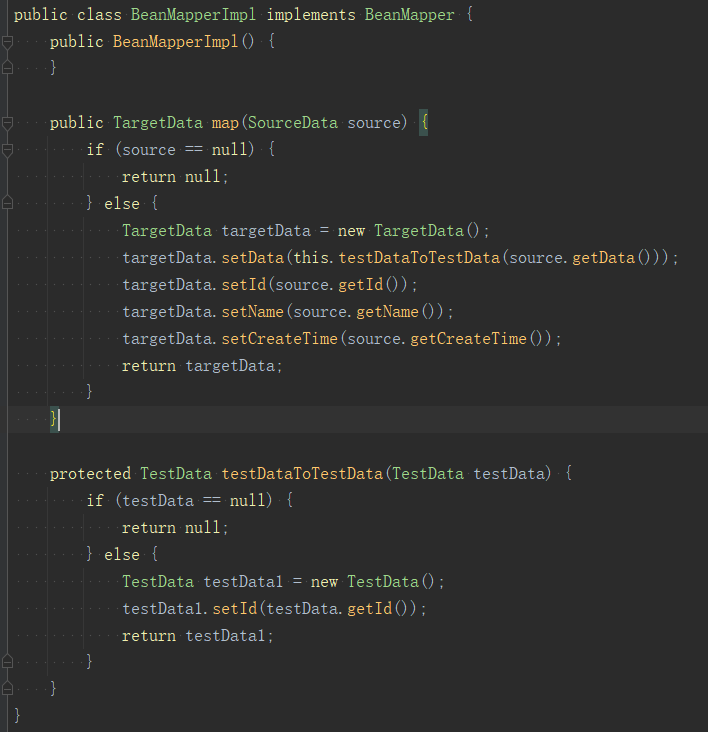 public class BeanMapperImpl implements BeanMapper {
    public BeanMapperImpl() {
    }

    public TargetData map(SourceData source) {
        if (source == null) {
            return null;
        } else {
            TargetData targetData = new TargetData();
            targetData.setData(this.testDataToTestData(source.getData()));
            targetData.setId(source.getId());
            targetData.setName(source.getName());
            targetData.setCreateTime(source.getCreateTime());
            return targetData;
        }
    }

    protected TestData testDataToTestData(TestData testData) {
        if (testData == null) {
            return null;
        } else {
            TestData testData1 = new TestData();
            testData1.setId(testData.getId());
            return testData1;
        }
    }
}